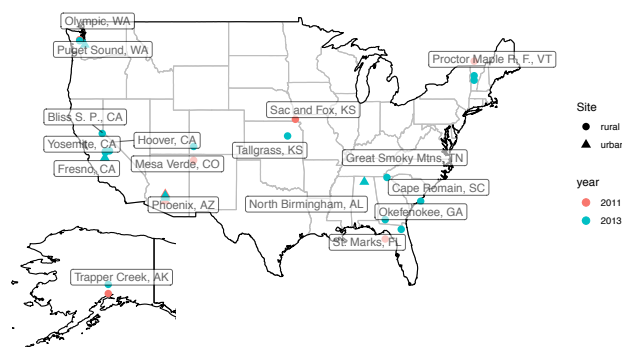 Olympic, WA
Puget Sound, WA
Proctor Maple R. F., VT
Sac and Fox, KS
Bliss S. P., CA
Yosemite, CA
Hoover, CA
Tallgrass, KS
Mesa Verde, CO
Great Smoky Mtns, TN
Fresno, CA
Cape Romain, SC
Phoenix, AZ
North Birmingham, AL
Okefenokee, GA
St. Marks, FL
Trapper Creek, AK
Site
rural
urban
year
2011
2013